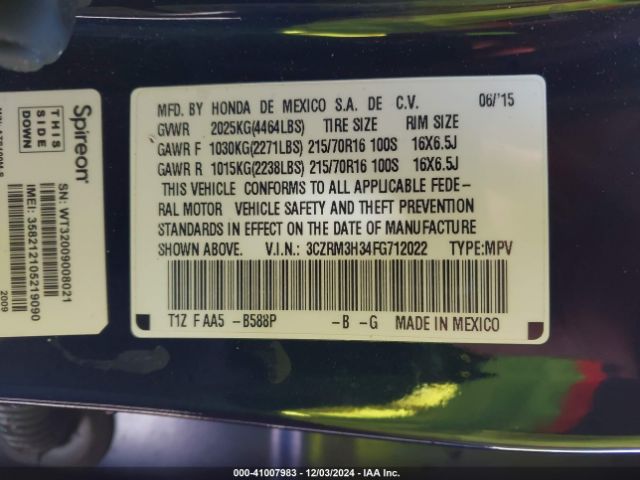 MFD. BY HONDA DE MEXICO S.A. DE C.V. 06/'15
GVWR 2025KG(4464LBS) TIRE SIZE RIM SIZE
GAWR F 1030KG(2271LBS) 215/70R16 100S 16X6.5J
GAWR R 1015KG(2238LBS) 215/70R16 100S 16X6.5J
THIS VEHICLE CONFORMS TO ALL APPLICABLE FEDE-
RAL MOTOR VEHICLE SAFETY AND THEFT PREVENTION
STANDARDS IN EFFECT ON THE DATE OF MANUFACTURE
SHOWN ABOVE. V.I.N.: 3CZRM3H34FG712022 TYPE:MPV
T1Z F AA5 -B588P -B -G MADE IN MEXICO
Spireon
THIS
SIDE
DOWN
SN: WT32009008021
IMEI: 358212105219090
2009
000-41007983 - 12/03/2024 - IAA Inc.